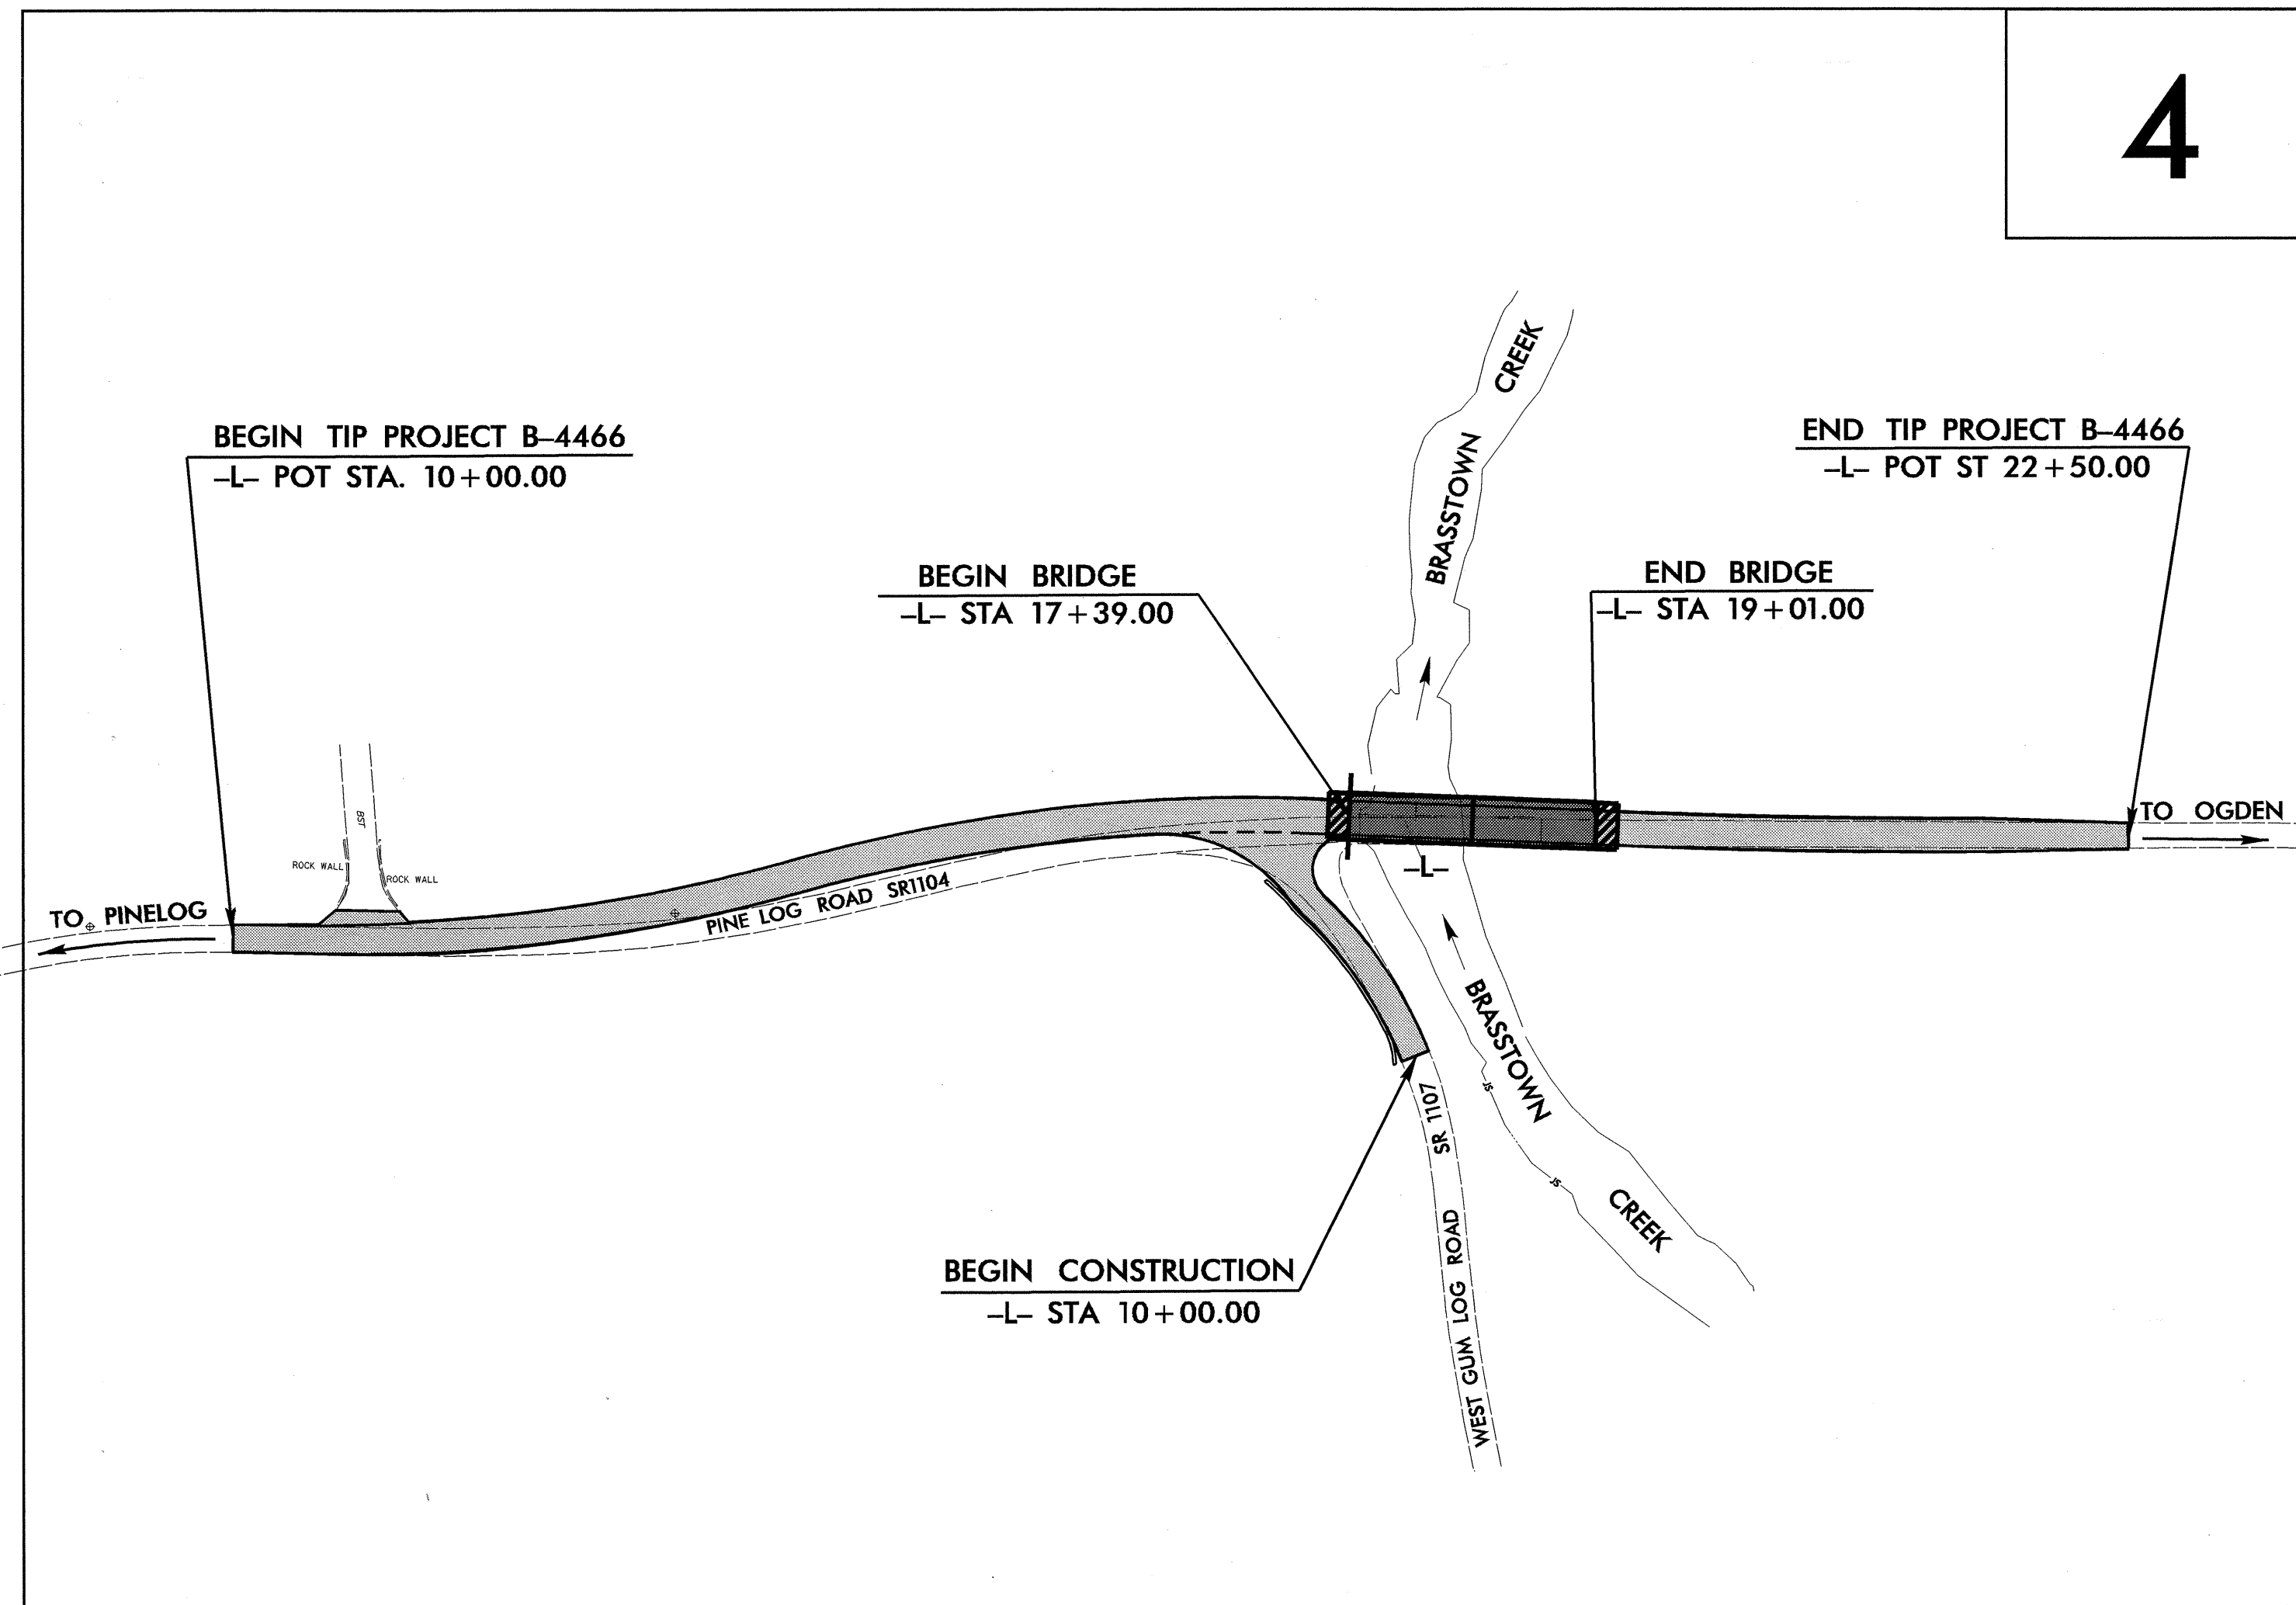 4
CREEK
BRASSTOWN
BEGIN TIP PROJECT B–4466
–L– POT STA. 10+00.00
END TIP PROJECT B–4466
–L– POT ST 22+50.00
BEGIN BRIDGE
–L– STA 17+39.00
END BRIDGE
–L– STA 19+01.00
BST
ROCK WALL
ROCK WALL
TO PINELOG
PINE LOG ROAD SR1104
–L–
TO OGDEN
BRASSTOWN
CREEK
JS
JS
SR 1107
WEST GUM LOG ROAD
BEGIN CONSTRUCTION
–L– STA 10+00.00